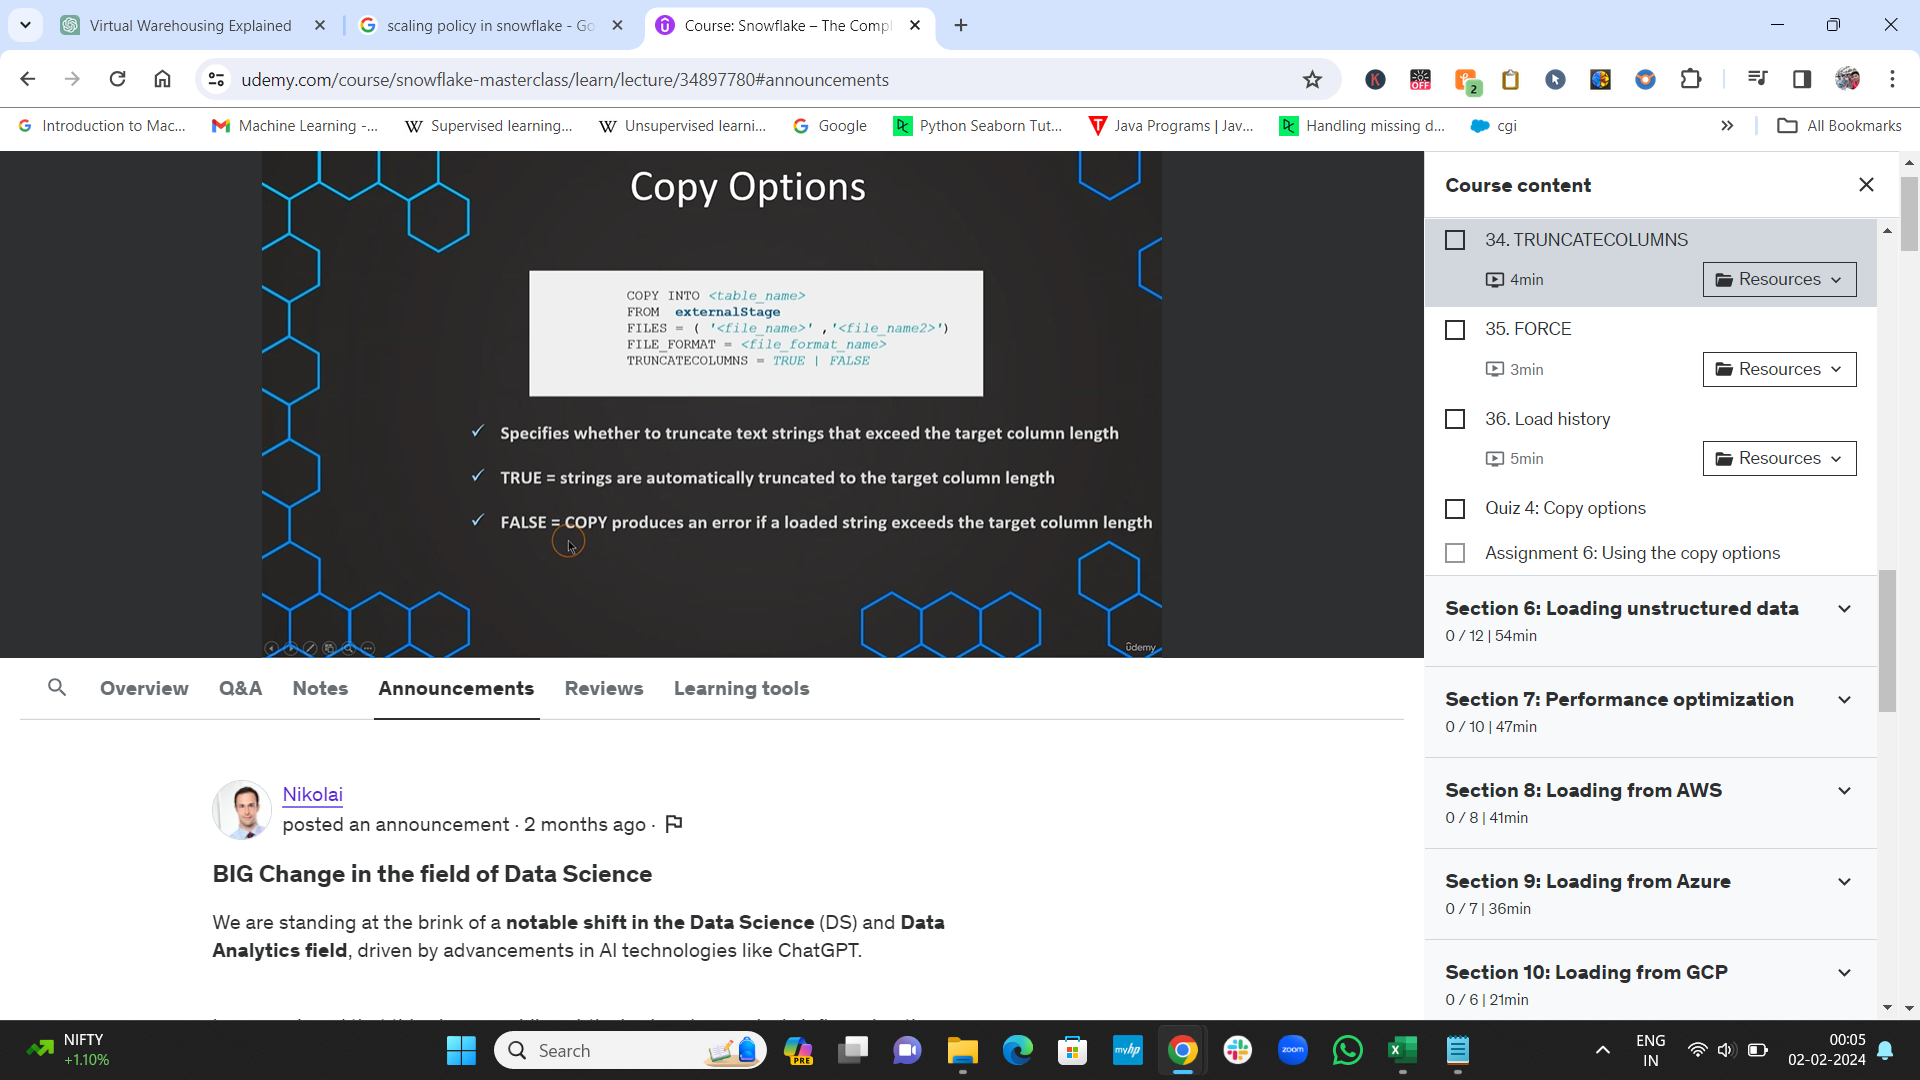 Virtual Warehousing Explained
scaling policy in snowflake - Go
Course: Snowflake – The Compl
udemy.com/course/snowflake-masterclass/learn/lecture/34897780#announcements
OFF
2
Introduction to Mac...
Machine Learning -...
Supervised learning...
Unsupervised learni...
Google
Python Seaborn Tut...
Java Programs | Jav...
Handling missing d...
cgi
All Bookmarks
Copy Options
COPY INTO <table_name>
FROM externalStage
FILES = ( '<file_name>' ,'<file_name2>')
FILE_FORMAT = <file_format_name>
TRUNCATECOLUMNS = TRUE | FALSE
Specifies whether to truncate text strings that exceed the target column length
TRUE = strings are automatically truncated to the target column length
FALSE = COPY produces an error if a loaded string exceeds the target column length
ûdemy
Course content
34. TRUNCATECOLUMNS
4min
Resources
35. FORCE
3min
Resources
36. Load history
5min
Resources
Quiz 4: Copy options
Assignment 6: Using the copy options
Section 6: Loading unstructured data
0 / 12 | 54min
Section 7: Performance optimization
0 / 10 | 47min
Section 8: Loading from AWS
0 / 8 | 41min
Section 9: Loading from Azure
0 / 7 | 36min
Section 10: Loading from GCP
0 / 6 | 21min
Overview
Q&A
Notes
Announcements
Reviews
Learning tools
Nikolai
posted an announcement · 2 months ago ·
BIG Change in the field of Data Science
We are standing at the brink of a notable shift in the Data Science (DS) and Data
Analytics field, driven by advancements in AI technologies like ChatGPT.
NIFTY
+1.10%
Search
PRE
myhp
zoom
ENG
IN
00:05
02-02-2024